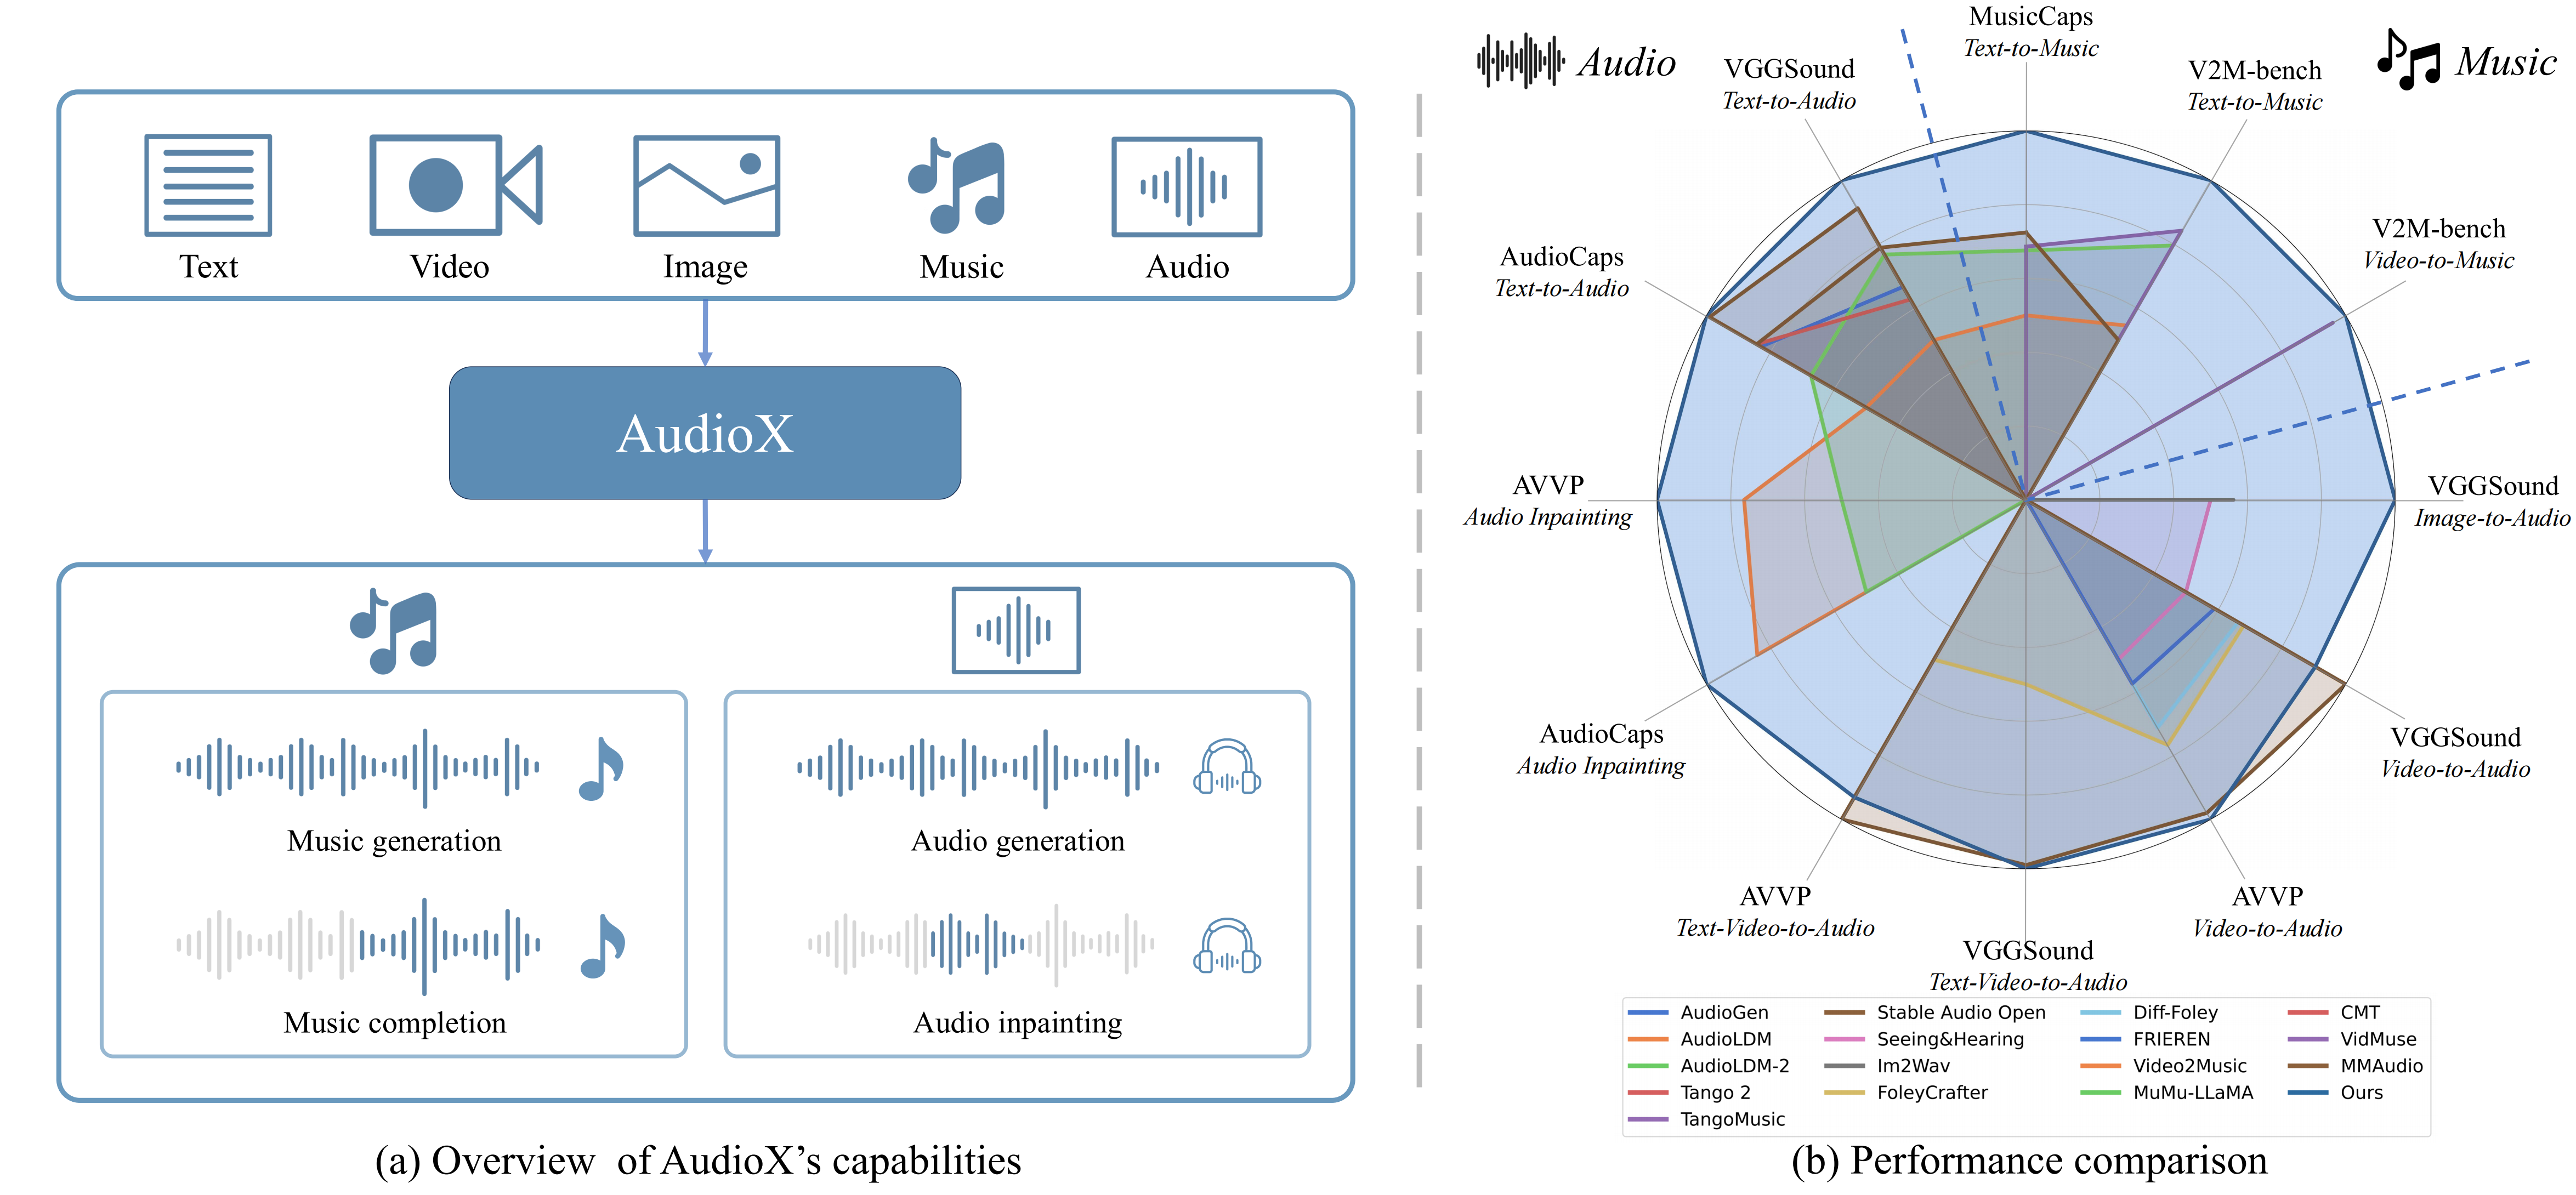 Text
Video
Image
Music
Audio
AudioX
Music generation
Audio generation
Music completion
Audio inpainting
(a) Overview of AudioX’s capabilities
Audio
Music
MusicCaps
Text-to-Music
VGGSound
Text-to-Audio
V2M-bench
Text-to-Music
V2M-bench
Video-to-Music
AudioCaps
Text-to-Audio
AVVP
Audio Inpainting
VGGSound
Image-to-Audio
AudioCaps
Audio Inpainting
VGGSound
Video-to-Audio
AVVP
Text-Video-to-Audio
AVVP
Video-to-Audio
VGGSound
Text-Video-to-Audio
AudioGen
AudioLDM
AudioLDM-2
Tango 2
TangoMusic
Stable Audio Open
Seeing&Hearing
Im2Wav
FoleyCrafter
Diff-Foley
FRIEREN
Video2Music
MuMu-LLaMA
CMT
VidMuse
MMAudio
Ours
(b) Performance comparison